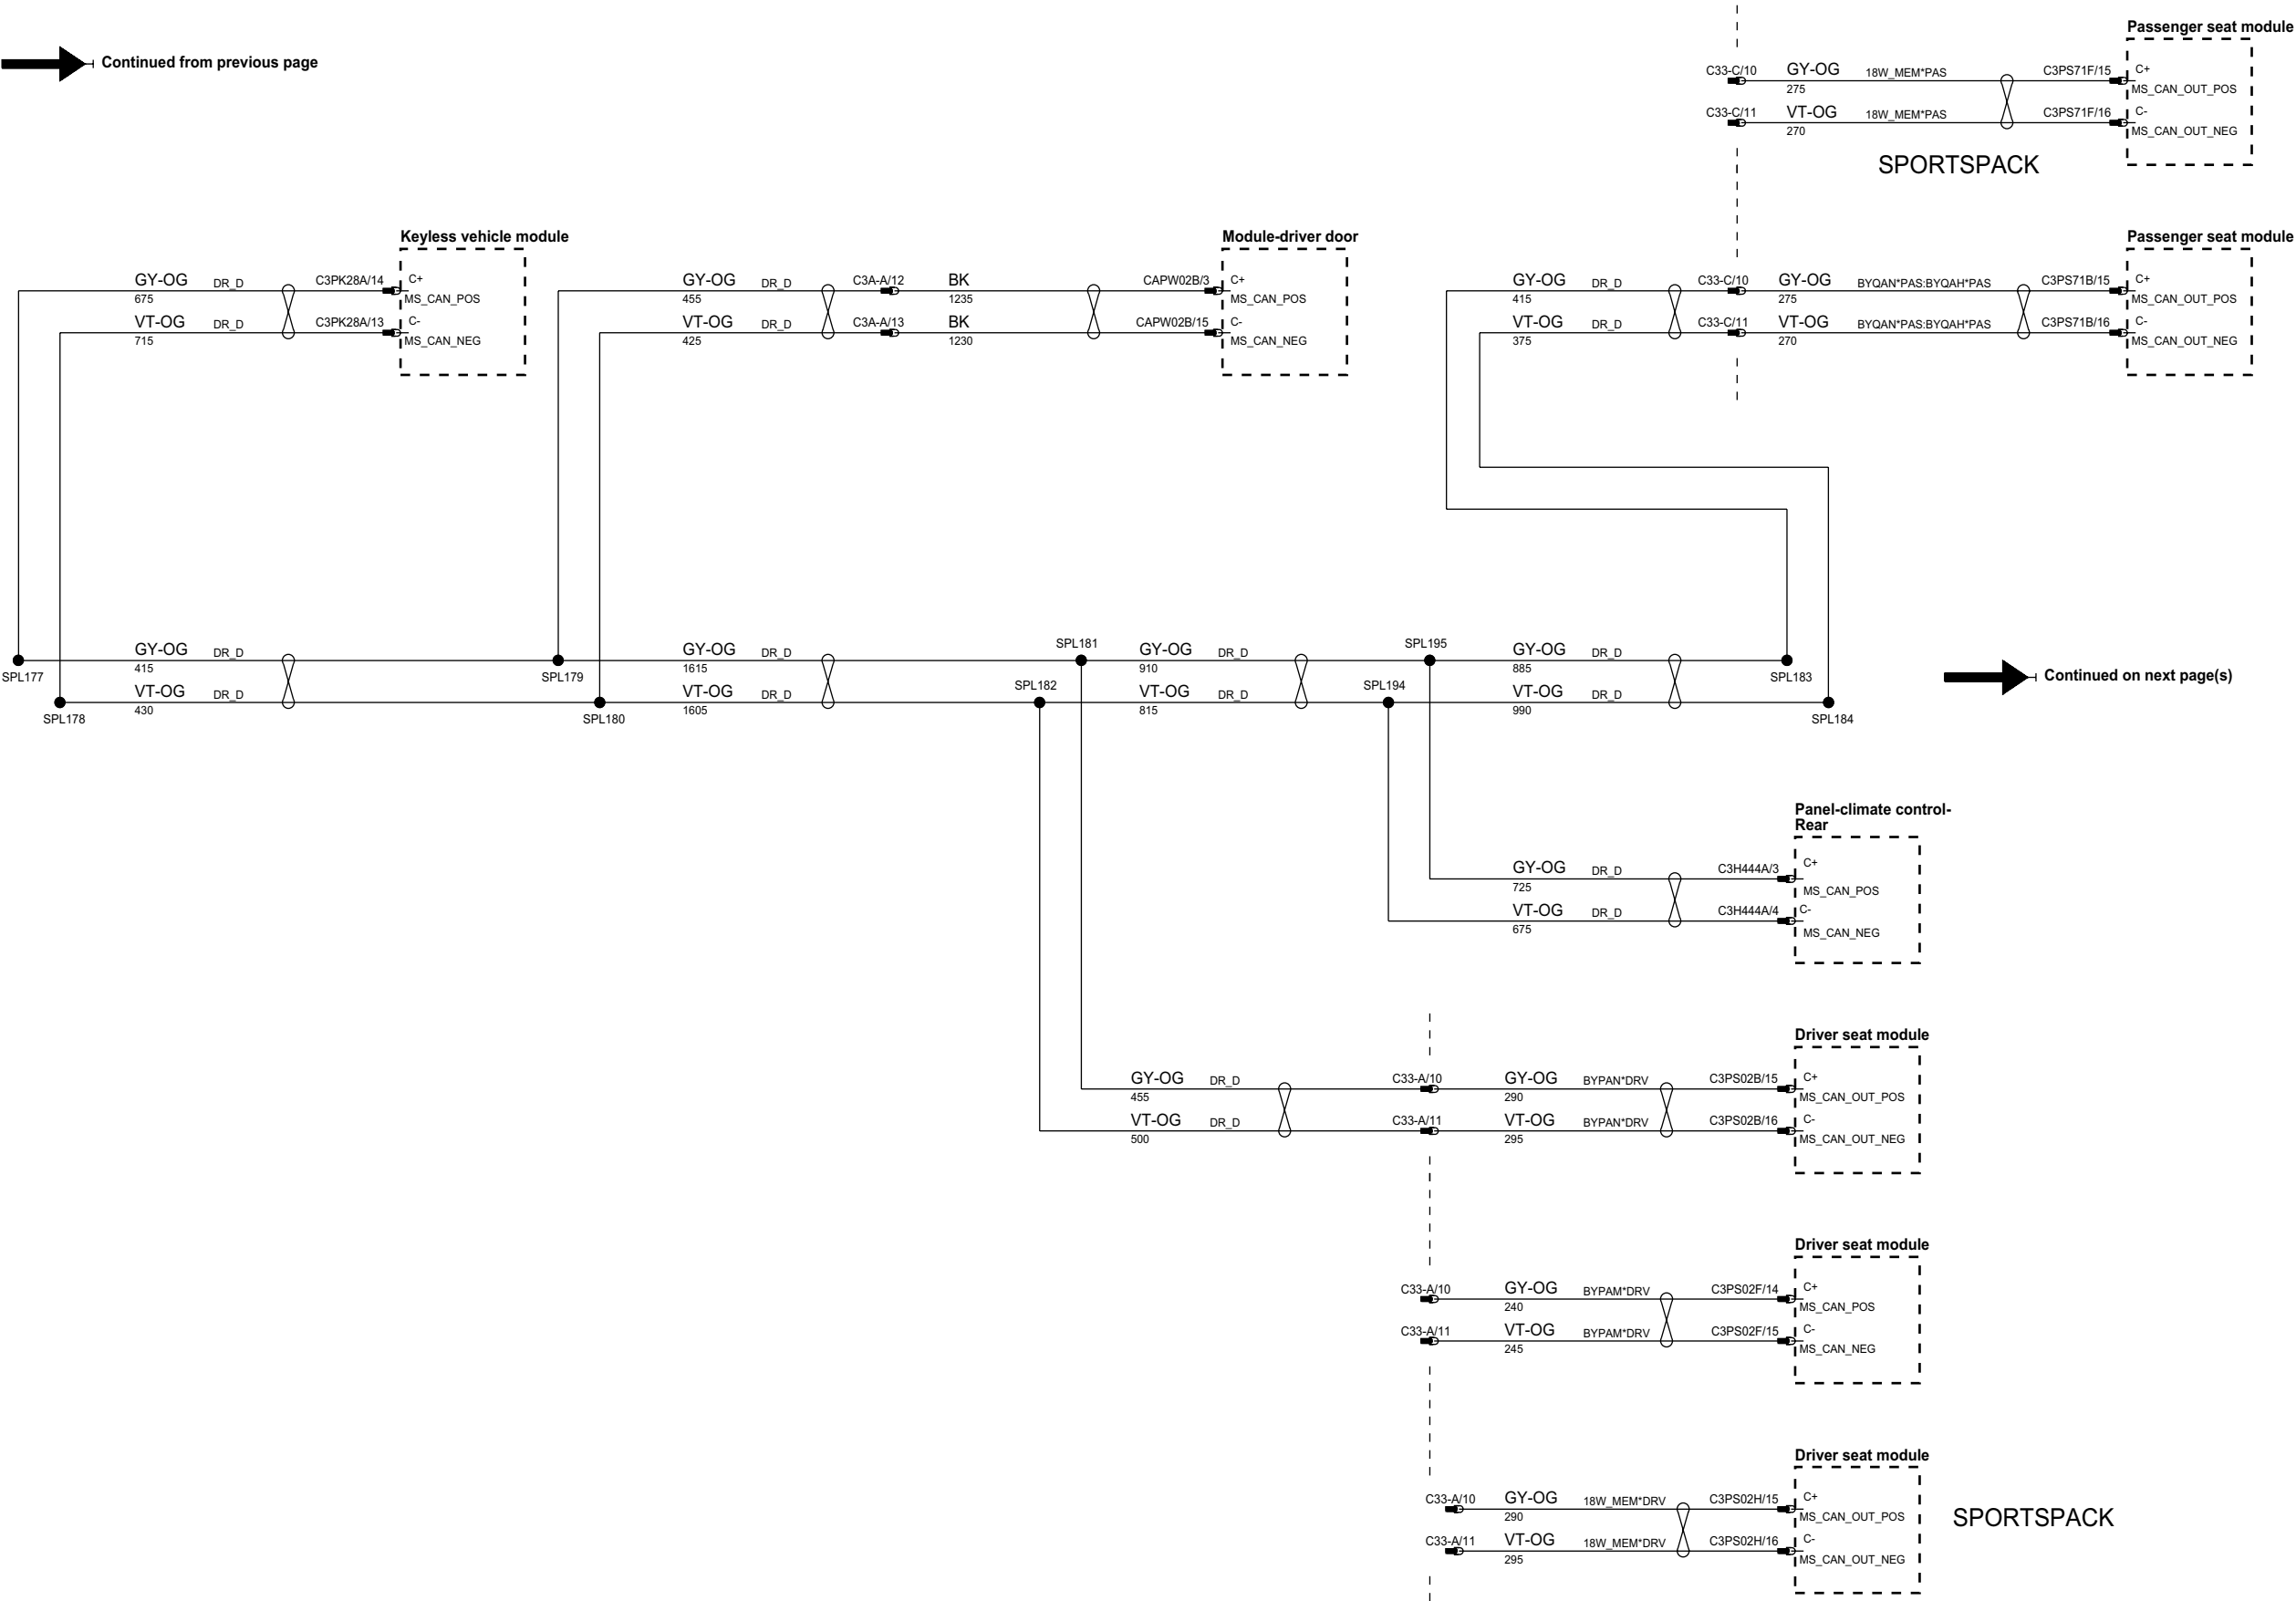 Continued from previous page
Passenger seat module
C33-C/10 GY-OG 18W_MEM*PAS C3PS71F/15 C+
275 MS_CAN_OUT_POS
C33-C/11 VT-OG 18W_MEM*PAS C3PS71F/16 C-
270 MS_CAN_OUT_NEG
SPORTSPACK
Keyless vehicle module
GY-OG DR_D C3PK28A/14 C+
675 MS_CAN_POS
VT-OG DR_D C3PK28A/13 C-
715 MS_CAN_NEG
Module-driver door
GY-OG DR_D C3A-A/12 BK CAPW02B/3 C+
455 1235 MS_CAN_POS
VT-OG DR_D C3A-A/13 BK CAPW02B/15 C-
425 1230 MS_CAN_NEG
Passenger seat module
GY-OG DR_D C33-C/10 GY-OG BYQAN*PAS:BYQAH*PAS C3PS71B/15 C+
415 275 MS_CAN_OUT_POS
VT-OG DR_D C33-C/11 VT-OG BYQAN*PAS:BYQAH*PAS C3PS71B/16 C-
375 270 MS_CAN_OUT_NEG
SPL181 SPL195
GY-OG DR_D GY-OG DR_D GY-OG DR_D GY-OG DR_D
415 1615 910 885
SPL177 SPL179 SPL183
Continued on next page(s)
SPL182 SPL194
VT-OG DR_D VT-OG DR_D VT-OG DR_D VT-OG DR_D
430 1605 815 990
SPL178 SPL180 SPL184
Panel-climate control-
Rear
GY-OG DR_D C3H444A/3 C+
725 MS_CAN_POS
VT-OG DR_D C3H444A/4 C-
675 MS_CAN_NEG
Driver seat module
GY-OG DR_D C33-A/10 GY-OG BYPAN*DRV C3PS02B/15 C+
455 290 MS_CAN_OUT_POS
VT-OG DR_D C33-A/11 VT-OG BYPAN*DRV C3PS02B/16 C-
500 295 MS_CAN_OUT_NEG
Driver seat module
C33-A/10 GY-OG BYPAM*DRV C3PS02F/14 C+
240 MS_CAN_POS
C33-A/11 VT-OG BYPAM*DRV C3PS02F/15 C-
245 MS_CAN_NEG
Driver seat module
C33-A/10 GY-OG 18W_MEM*DRV C3PS02H/15 C+
290 MS_CAN_OUT_POS
SPORTSPACK
C33-A/11 VT-OG 18W_MEM*DRV C3PS02H/16 C-
295 MS_CAN_OUT_NEG